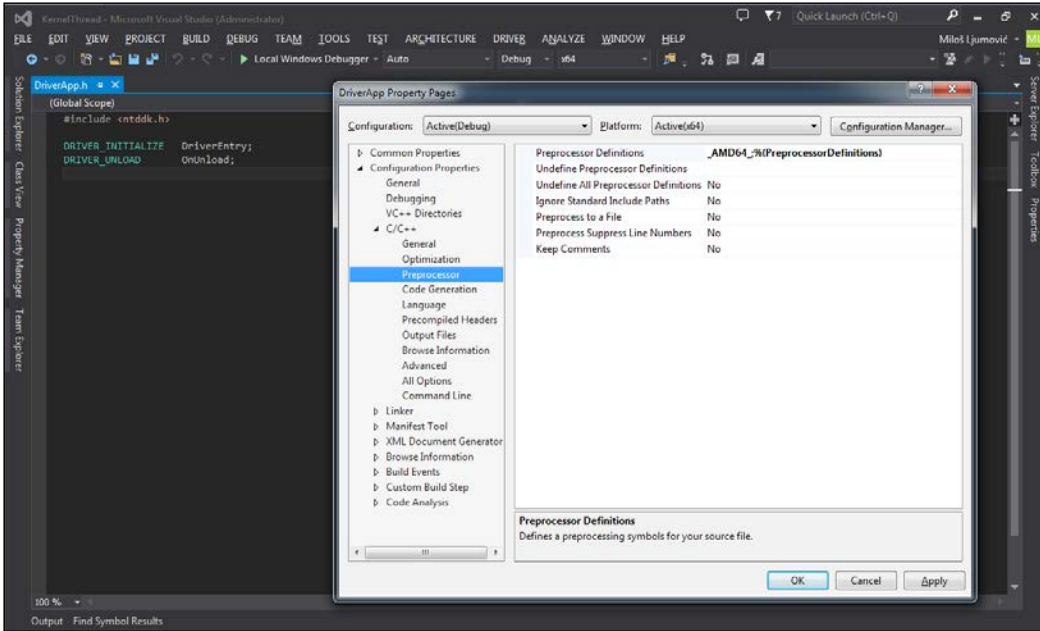 KernelThread - Microsoft Visual Studio (Administrator)
7 Quick Launch (Ctrl+Q)
FILE EDIT VIEW PROJECT BUILD DEBUG TEAM TOOLS TEST ARCHITECTURE DRIVER ANALYZE WINDOW HELP
Miloš Ljumović
Local Windows Debugger Auto Debug x64
DriverApp.h
(Global Scope)
#include <ntddk.h>
DRIVER_INITIALIZE DriverEntry;
DRIVER_UNLOAD OnUnload;
Solution Explorer
Class View
Property Manager
Team Explorer
Server Explorer
Toolbox
Properties
DriverApp Property Pages
Configuration: Active(Debug) Platform: Active(x64) Configuration Manager...
Common Properties
Configuration Properties
General
Debugging
VC++ Directories
C/C++
General
Optimization
Preprocessor
Code Generation
Language
Precompiled Headers
Output Files
Browse Information
Advanced
All Options
Command Line
Linker
Manifest Tool
XML Document Generator
Browse Information
Build Events
Custom Build Step
Code Analysis
Preprocessor Definitions _AMD64_;%(PreprocessorDefinitions)
Undefine Preprocessor Definitions
Undefine All Preprocessor Definitions No
Ignore Standard Include Paths No
Preprocess to a File No
Preprocess Suppress Line Numbers No
Keep Comments No
Preprocessor Definitions
Defines a preprocessing symbols for your source file.
OK Cancel Apply
100 %
Output Find Symbol Results